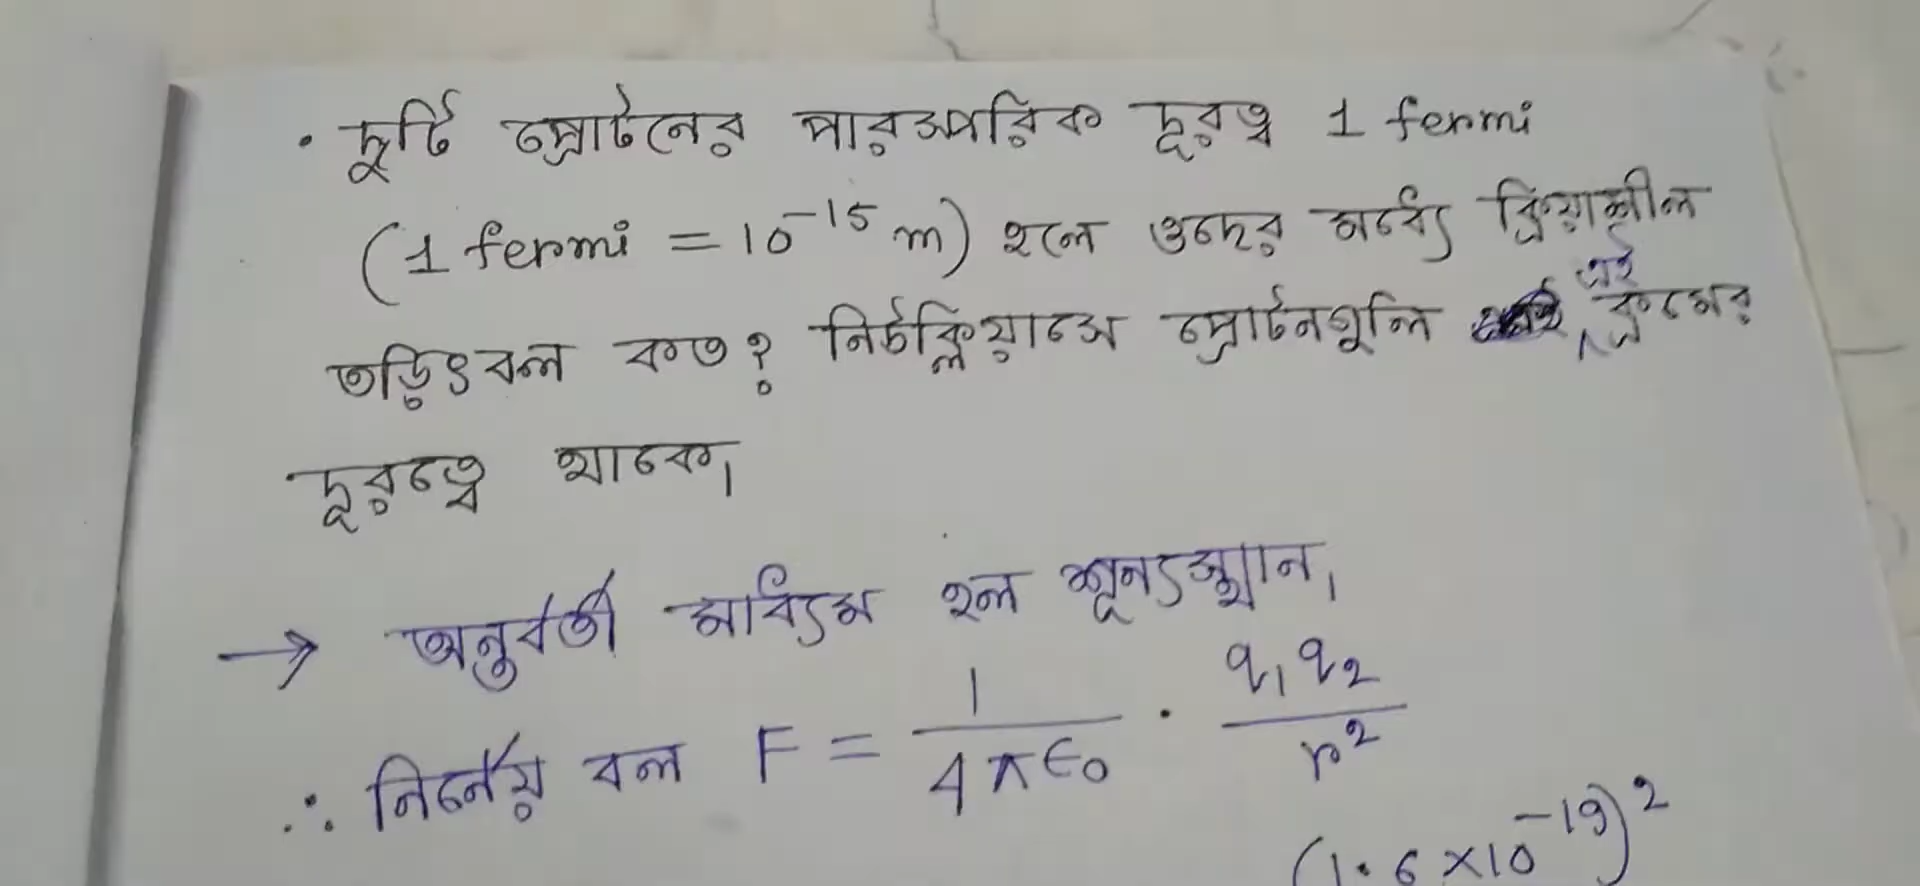 • দুটি প্রোটনের পারস্পরিক দূরত্ব 1 fermi
(1 fermi = 10⁻¹⁵ m) হলে ওদের মধ্যে ক্রিয়াশীল
তড়িৎবল কত? নিউক্লিয়াসে প্রোটনগুলি এই ক্রমের
দূরত্বে থাকে।
→ অনুবর্তী মাধ্যম হল শূন্যস্থান।
∴ নির্ণেয় বল F = 1/4πϵ₀ · q₁q₂/r²
(1.6×10⁻¹⁹)²